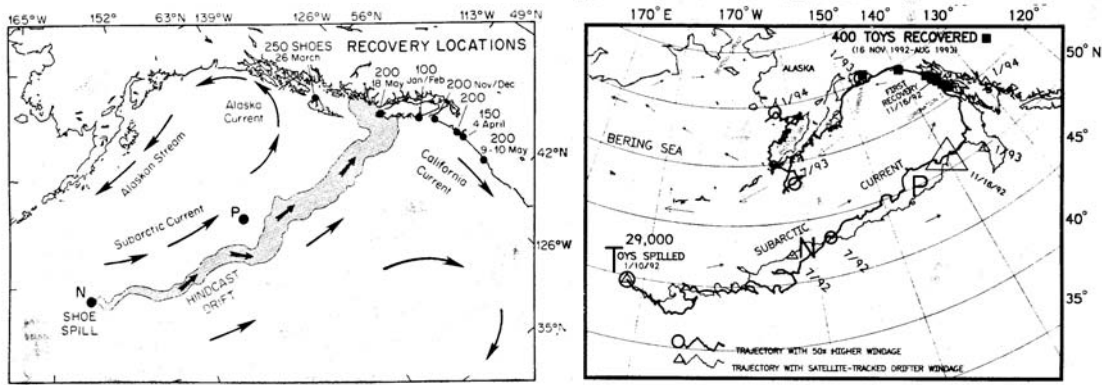 165°W 152° 63°N 139°W 126°W 56°N 113°W 49°N
250 SHOES
26 March
RECOVERY LOCATIONS
200
18 May
100
Jan/Feb
200 Nov/Dec
200
150
4 April
200
9-10 May
Alaska
Current
Alaskan Stream
California
Current
42°N
Subarctic Current
P
126°W
HINDCAST
DRIFT
N
SHOE
SPILL
35°N
170°E 170°W 150° 140° 130° 120°
400 TOYS RECOVERED
(16 NOV 1992-AUG 1993)
50°N
1/93
ALASKA
1/94
1/94
FIRST
RECOVERY
11/16/92
45°
BERING SEA
7/93
1/93
CURRENT
P
11/16/92
40°
SUBARCTIC
29,000
TOYS SPILLED
1/10/92
N
7/92
7/92
35°
TRAJECTORY WITH 50% HIGHER WINDAGE
TRAJECTORY WITH SATELLITE-TRACKED DRIFTER WINDAGE